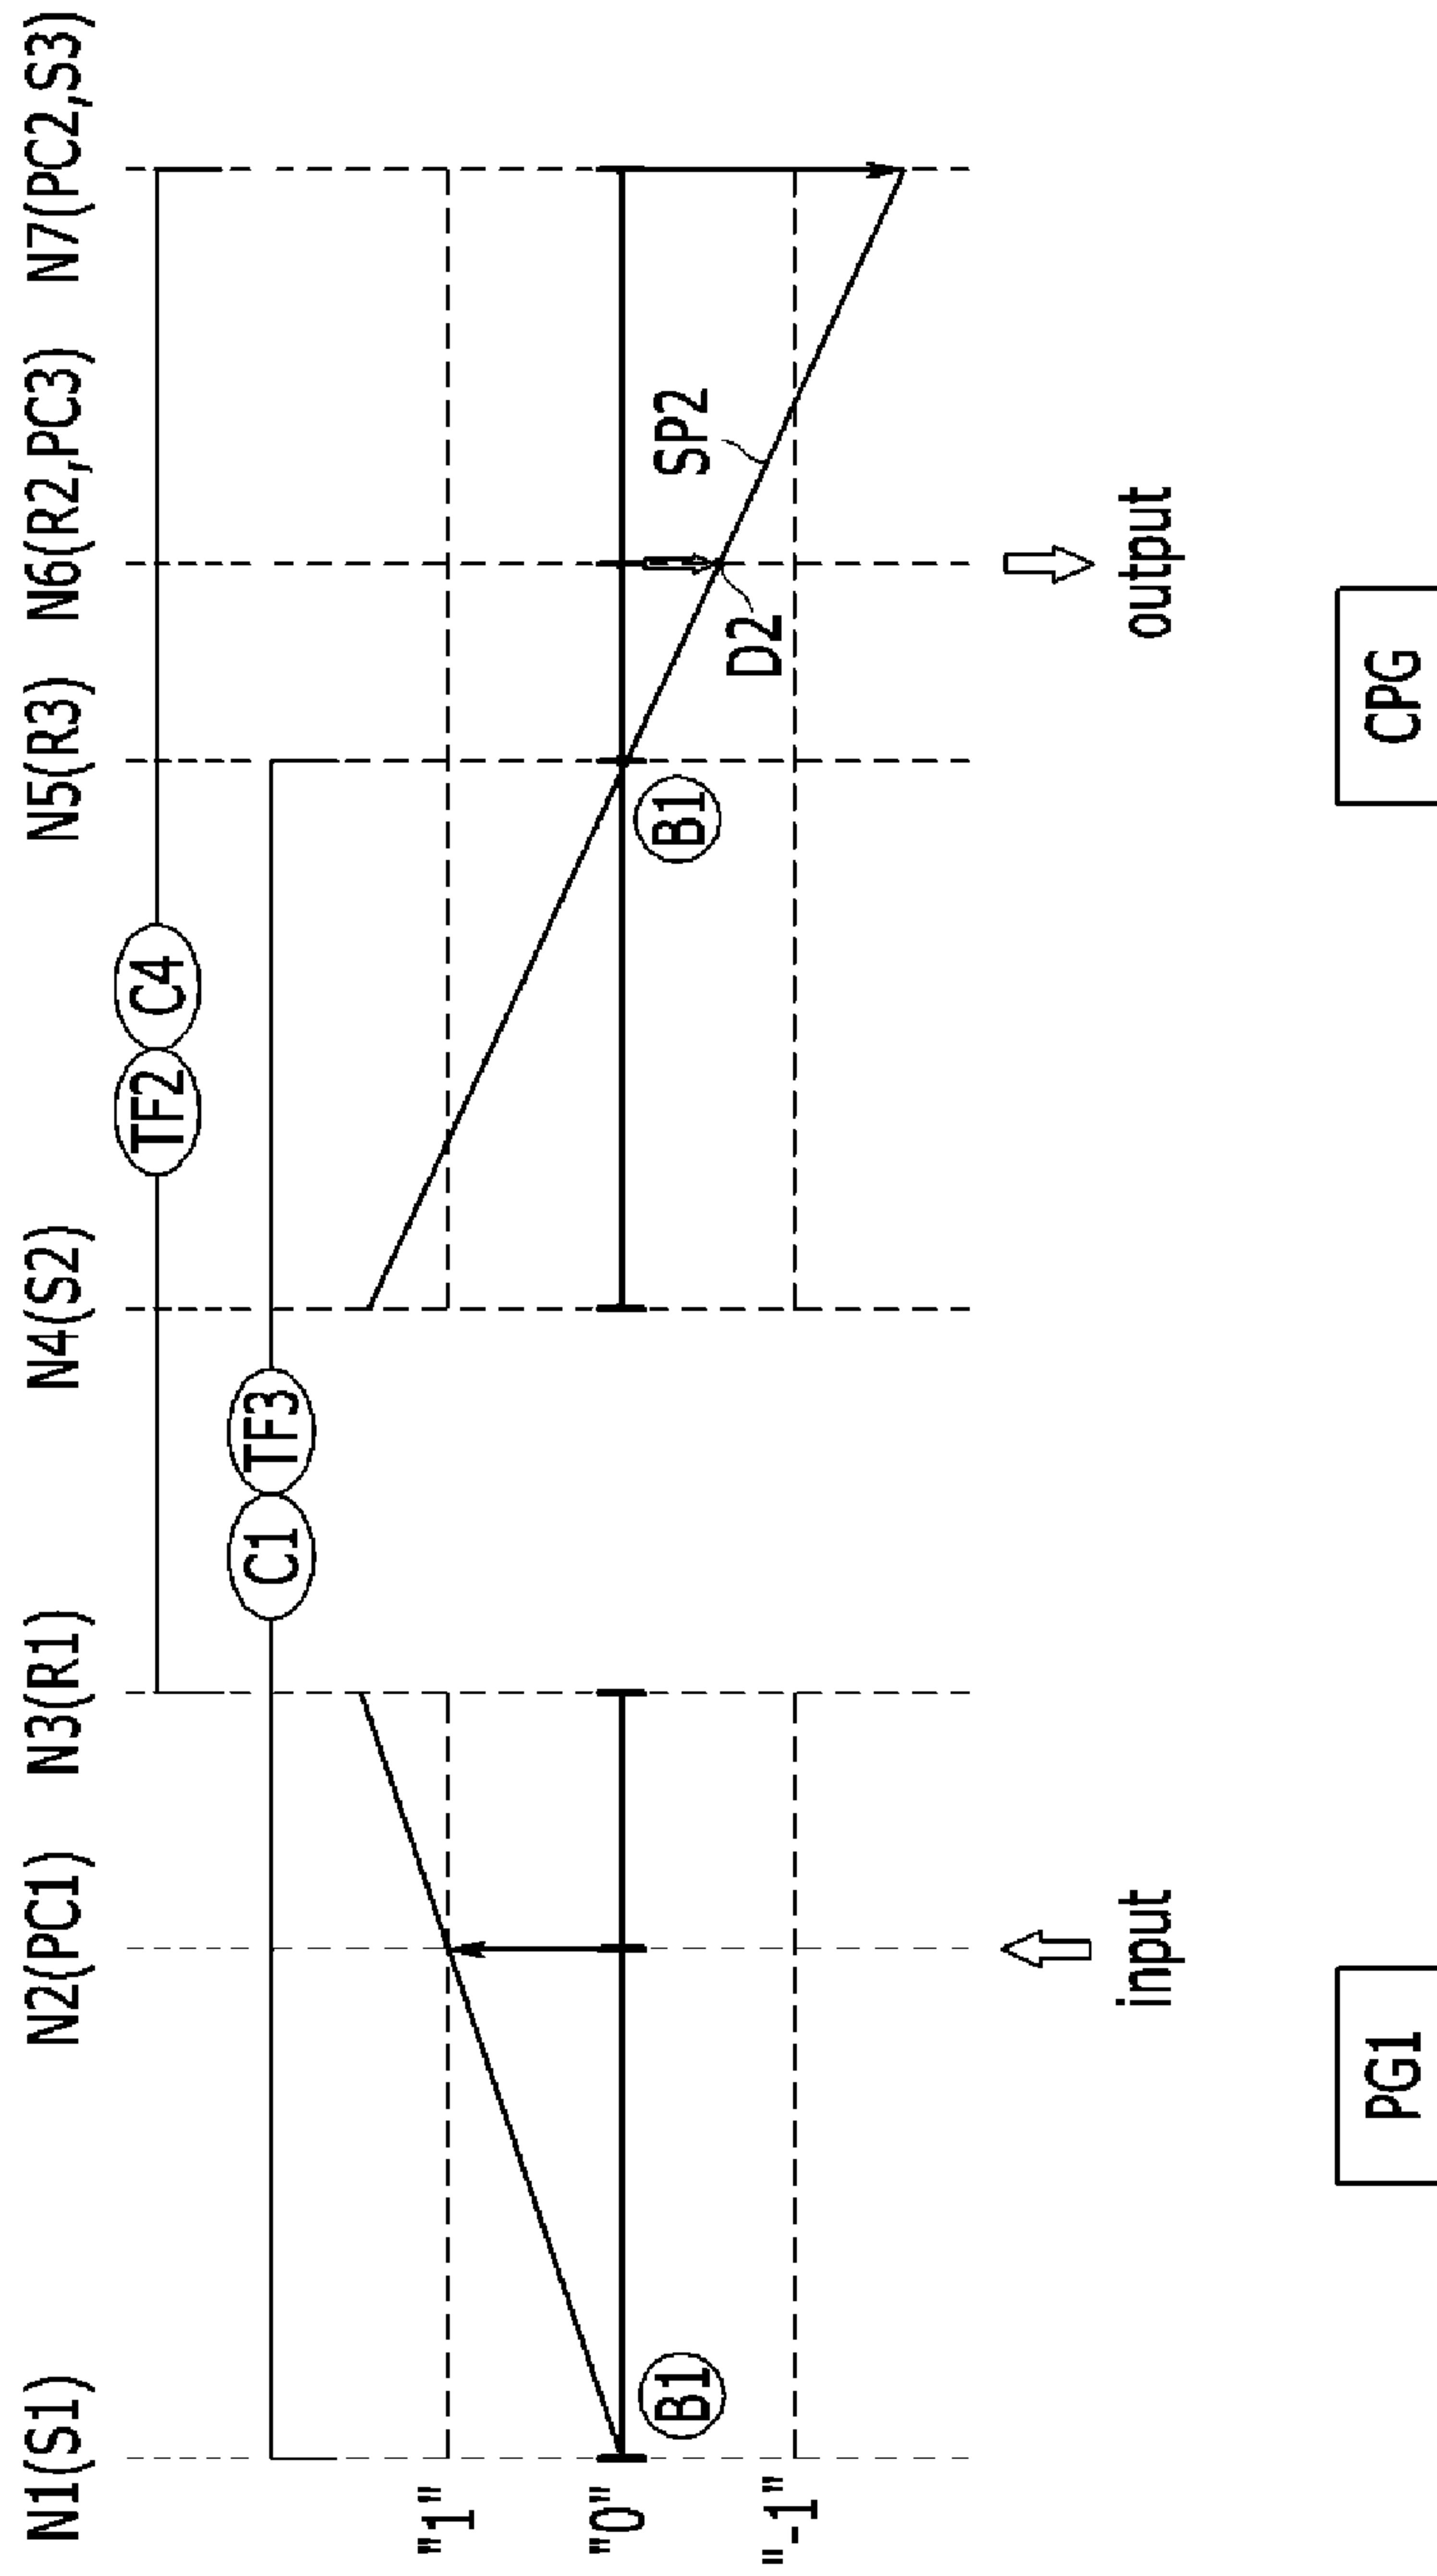 N1(S1) N2(PC1) N3(R1) N4(S2) N5(R3) N6(R2,PC3) N7(PC2,S3)
TF2 C4
C1 TF3
"1"
"0"
B1 B1 SP2
D2
"-1"
input output
PG1 CPG